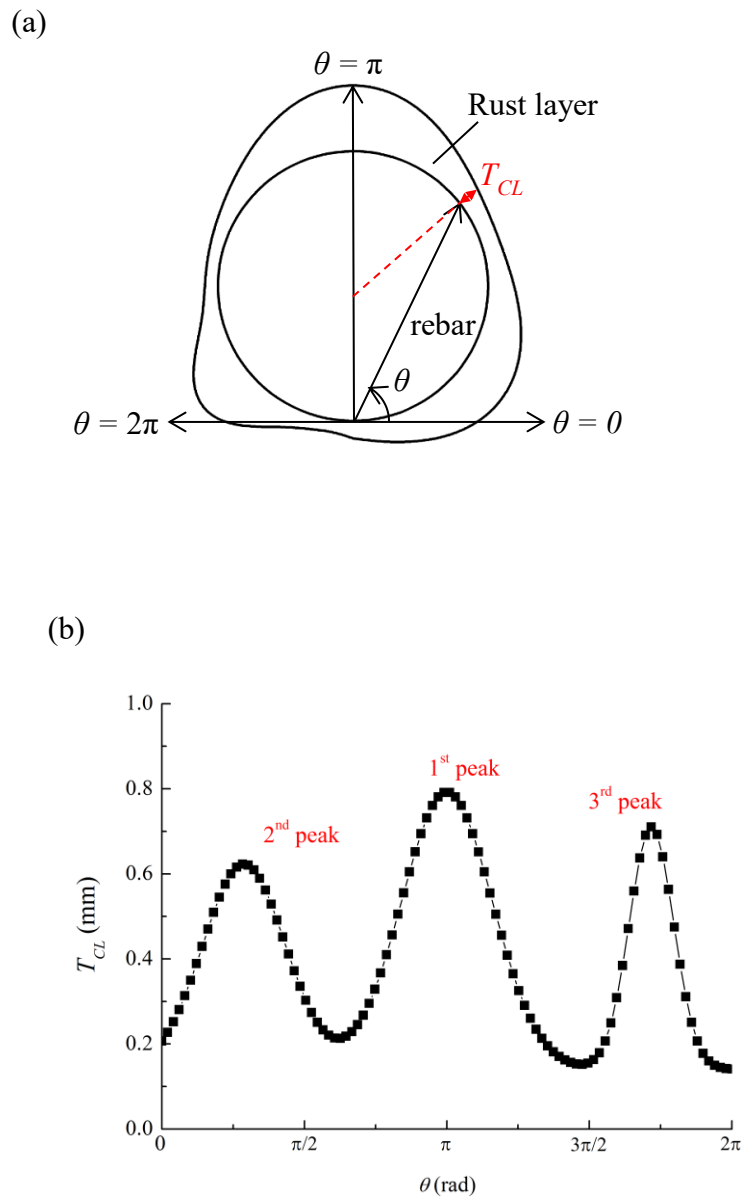 (a)
θ = π
Rust layer
T_CL
rebar
θ
θ = 2π
θ = 0
(b)
1.0
0.8
0.6
0.4
0.2
0.0
T_CL (mm)
2nd peak
1st peak
3rd peak
0
π/2
π
3π/2
2π
θ (rad)